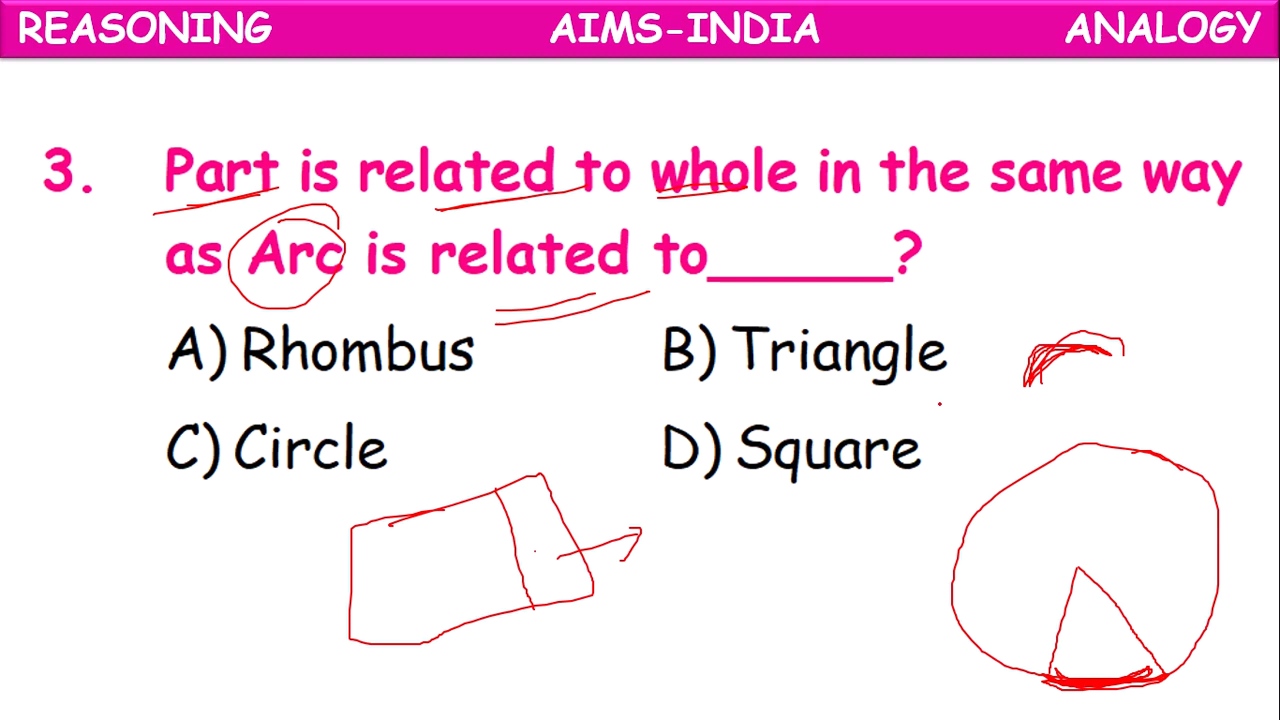 REASONING AIMS-INDIA ANALOGY
3. Part is related to whole in the same way
as Arc is related to_____?
A) Rhombus B) Triangle
C) Circle D) Square